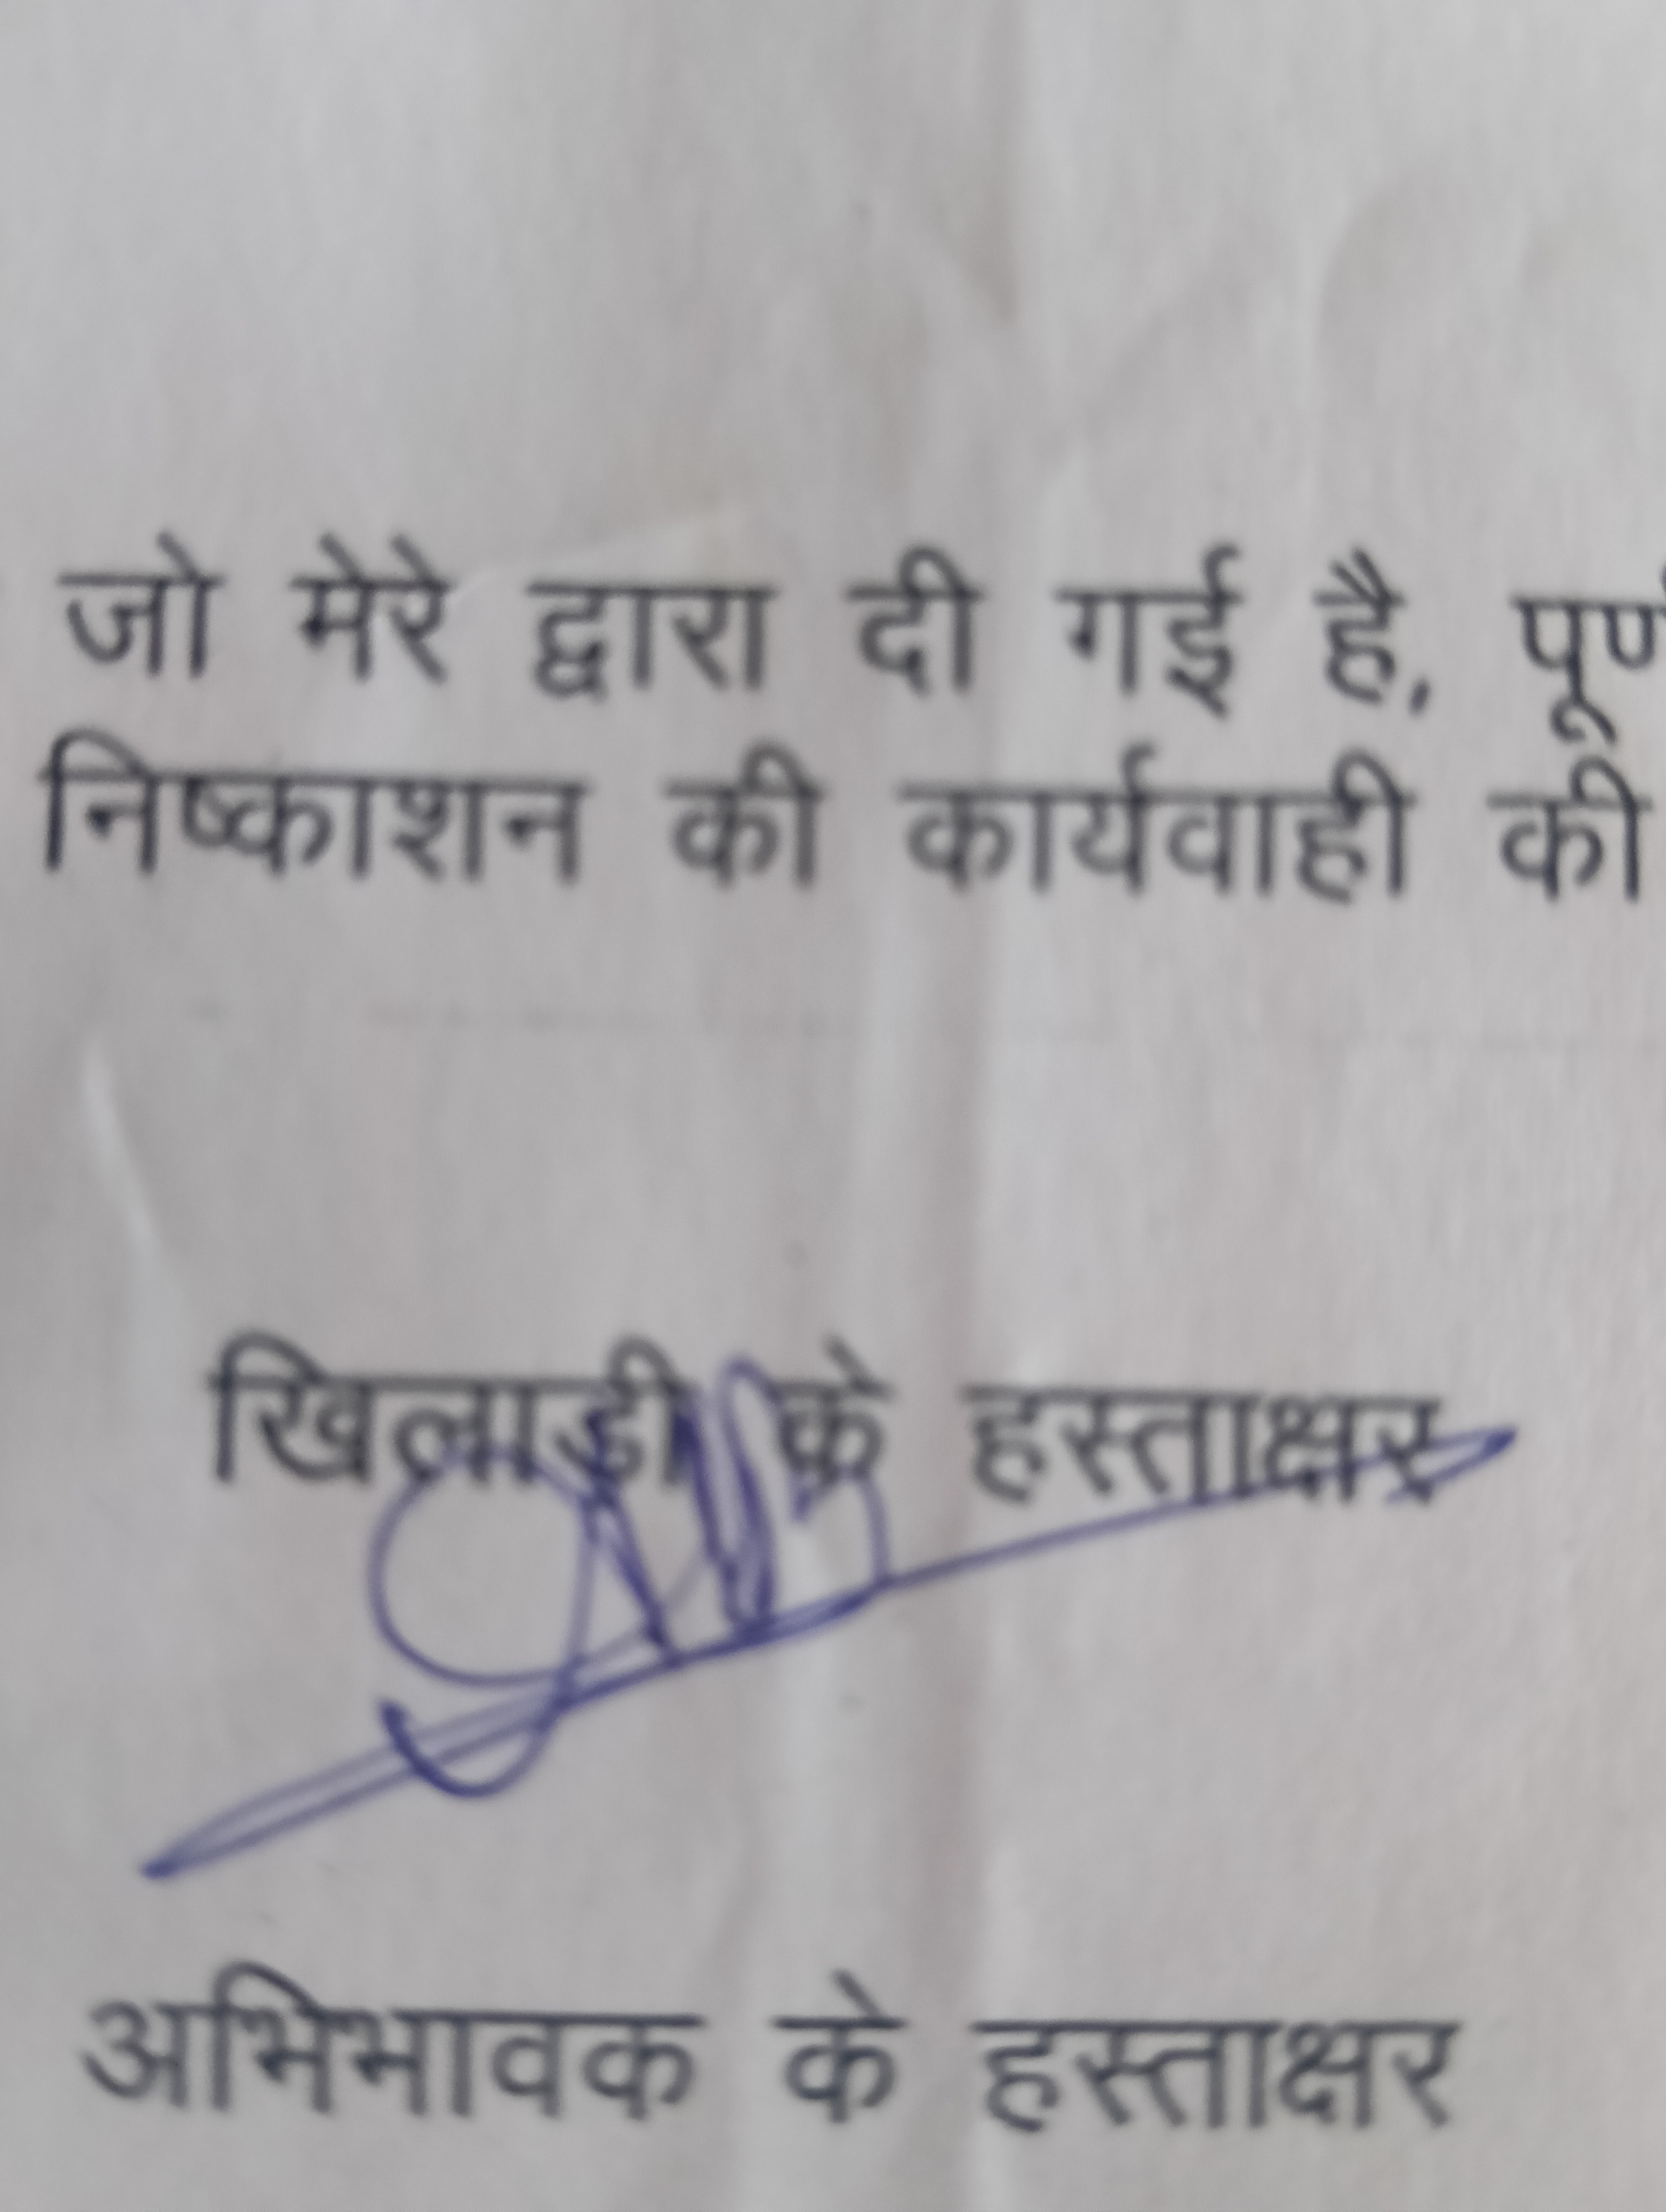 जो मेरे द्वारा दी गई है, पूर्ण
निष्काशन की कार्यवाही की
खिलाड़ी के हस्ताक्षर
अभिभावक के हस्ताक्षर